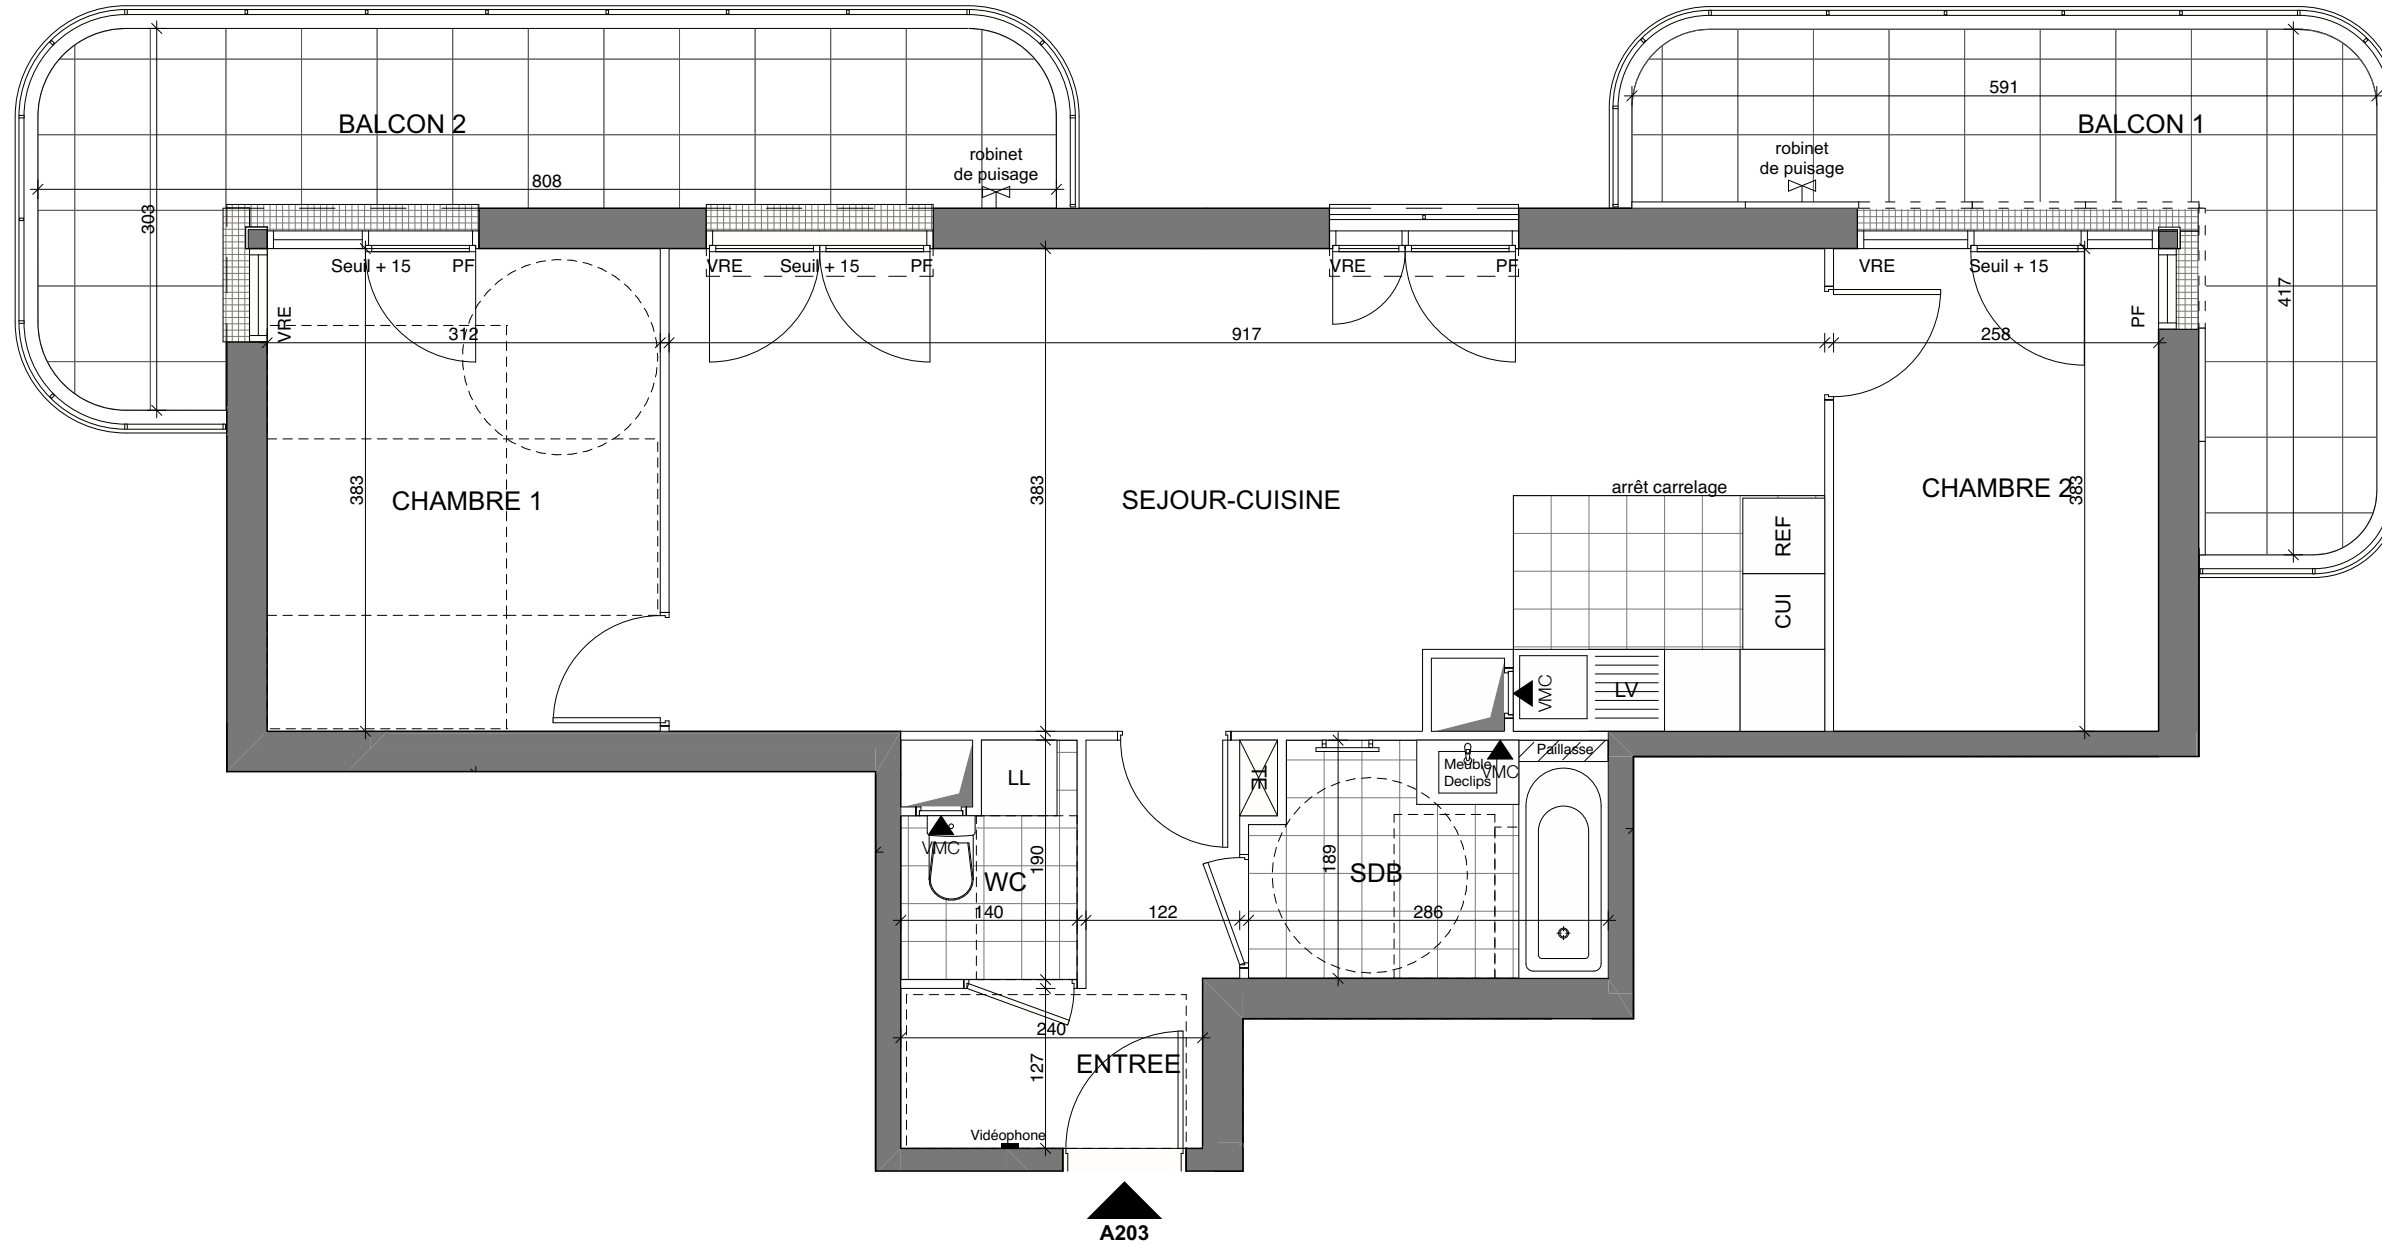 BALCON 2
808
303
robinet
de puisage
591
BALCON 1
robinet
de puisage
417
VRE
Seuil + 15
PF
VRE
Seuil + 15
PF
VRE
PF
VRE
Seuil + 15
PF
312
917
258
383
CHAMBRE 1
383
SEJOUR-CUISINE
arrêt carrelage
CHAMBRE 2
383
REF
CUI
VMC
LV
LL
TE
Meuble
Declips
VMC
Paillasse
VMC
WC
190
189
SDB
140
122
286
240
127
ENTREE
Vidéophone
A203